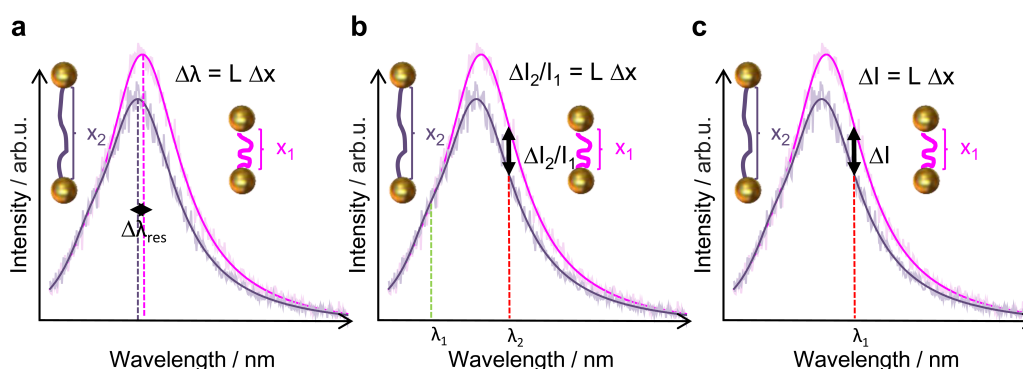 a
Δλ = L Δx
x2
x1
Δλres
Intensity / arb.u.
Wavelength / nm
b
ΔI2/I1 = L Δx
x2
x1
ΔI2/I1
Intensity / arb.u.
λ1
λ2
Wavelength / nm
c
ΔI = L Δx
x2
x1
ΔI
Intensity / arb.u.
λ1
Wavelength / nm